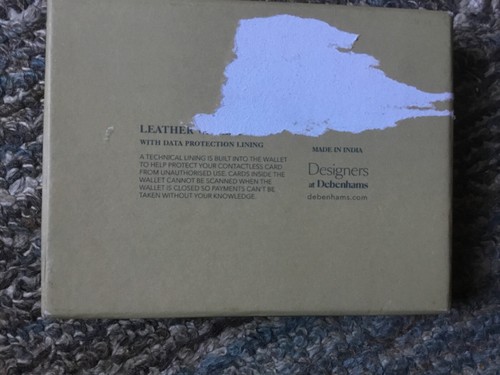 LEATHER
WITH DATA PROTECTION LINING
A TECHNICAL LINING IS BUILT INTO THE WALLET
TO HELP PROTECT YOUR CONTACTLESS CARD
FROM UNAUTHORISED USE. CARDS INSIDE THE
WALLET CANNOT BE SCANNED WHEN THE
WALLET IS CLOSED SO PAYMENTS CAN'T BE
TAKEN WITHOUT YOUR KNOWLEDGE.
MADE IN INDIA
Designers
at Debenhams
debenhams.com